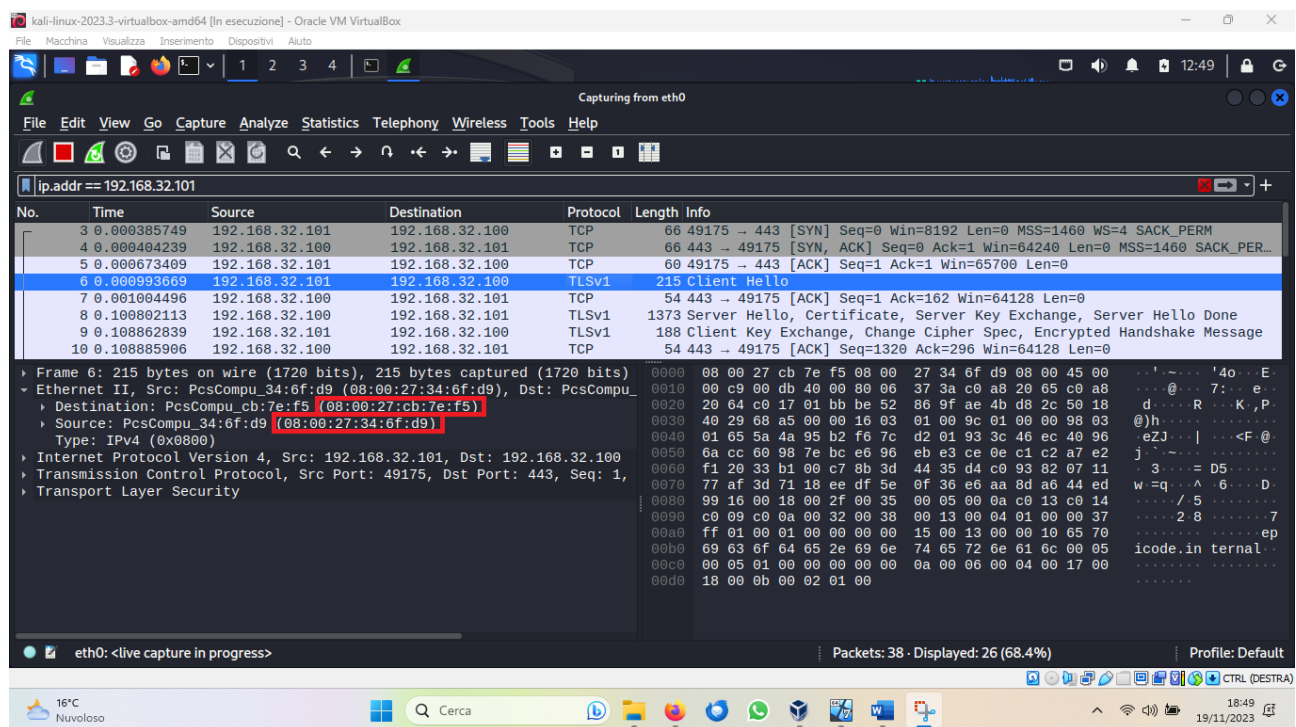 kali-linux-2023.3-virtualbox-amd64 [In esecuzione] - Oracle VM VirtualBox
File Macchina Visualizza Inserimento Dispositivi Aiuto
1 2 3 4 12:49
Capturing from eth0
File Edit View Go Capture Analyze Statistics Telephony Wireless Tools Help
ip.addr == 192.168.32.101
No. Time Source Destination Protocol Length Info
3 0.000385749 192.168.32.101 192.168.32.100 TCP 66 49175 → 443 [SYN] Seq=0 Win=8192 Len=0 MSS=1460 WS=4 SACK_PERM
4 0.000404239 192.168.32.100 192.168.32.101 TCP 66 443 → 49175 [SYN, ACK] Seq=0 Ack=1 Win=64240 Len=0 MSS=1460 SACK_PER…
5 0.000673409 192.168.32.101 192.168.32.100 TCP 60 49175 → 443 [ACK] Seq=1 Ack=1 Win=65700 Len=0
6 0.000993669 192.168.32.101 192.168.32.100 TLSv1 215 Client Hello
7 0.001004496 192.168.32.100 192.168.32.101 TCP 54 443 → 49175 [ACK] Seq=1 Ack=162 Win=64128 Len=0
8 0.100802113 192.168.32.100 192.168.32.101 TLSv1 1373 Server Hello, Certificate, Server Key Exchange, Server Hello Done
9 0.108862839 192.168.32.101 192.168.32.100 TLSv1 188 Client Key Exchange, Change Cipher Spec, Encrypted Handshake Message
10 0.108885906 192.168.32.100 192.168.32.101 TCP 54 443 → 49175 [ACK] Seq=1320 Ack=296 Win=64128 Len=0
Frame 6: 215 bytes on wire (1720 bits), 215 bytes captured (1720 bits)
Ethernet II, Src: PcsCompu_34:6f:d9 (08:00:27:34:6f:d9), Dst: PcsCompu_
Destination: PcsCompu_cb:7e:f5 (08:00:27:cb:7e:f5)
Source: PcsCompu_34:6f:d9 (08:00:27:34:6f:d9)
Type: IPv4 (0x0800)
Internet Protocol Version 4, Src: 192.168.32.101, Dst: 192.168.32.100
Transmission Control Protocol, Src Port: 49175, Dst Port: 443, Seq: 1,
Transport Layer Security
0000 08 00 27 cb 7e f5 08 00 27 34 6f d9 08 00 45 00 ··'·~··· '4o···E·
0010 00 c9 00 db 40 00 80 06 37 3a c0 a8 20 65 c0 a8 ····@··· 7:·· e··
0020 20 64 c0 17 01 bb be 52 86 9f ae 4b d8 2c 50 18 d·····R ···K·,P·
0030 40 29 68 a5 00 00 16 03 01 00 9c 01 00 00 98 03 @)h····· ········
0040 01 65 5a 4a 95 b2 f6 7c d2 01 93 3c 46 ec 40 96 ·eZJ···| ···<F·@·
0050 6a cc 60 98 7e bc e6 96 eb e3 ce 0e c1 c2 a7 e2 j·`·~··· ········
0060 f1 20 33 b1 00 c7 8b 3d 44 35 d4 c0 93 82 07 11 · 3····= D5······
0070 77 af 3d 71 18 ee df 5e 0f 36 e6 aa 8d a6 44 ed w·=q···^ ·6····D·
0080 99 16 00 18 00 2f 00 35 00 05 00 0a c0 13 c0 14 ·····/·5 ········
0090 c0 09 c0 0a 00 32 00 38 00 13 00 04 01 00 00 37 ·····2·8 ·······7
00a0 ff 01 00 01 00 00 00 00 15 00 13 00 00 10 65 70 ········ ······ep
00b0 69 63 6f 64 65 2e 69 6e 74 65 72 6e 61 6c 00 05 icode.in ternal··
00c0 00 05 01 00 00 00 00 00 0a 00 06 00 04 00 17 00 ········ ········
00d0 18 00 0b 00 02 01 00 ·······
eth0: <live capture in progress> Packets: 38 · Displayed: 26 (68.4%) Profile: Default
CTRL (DESTRA)
16°C
Nuvoloso
Cerca
18:49
19/11/2023